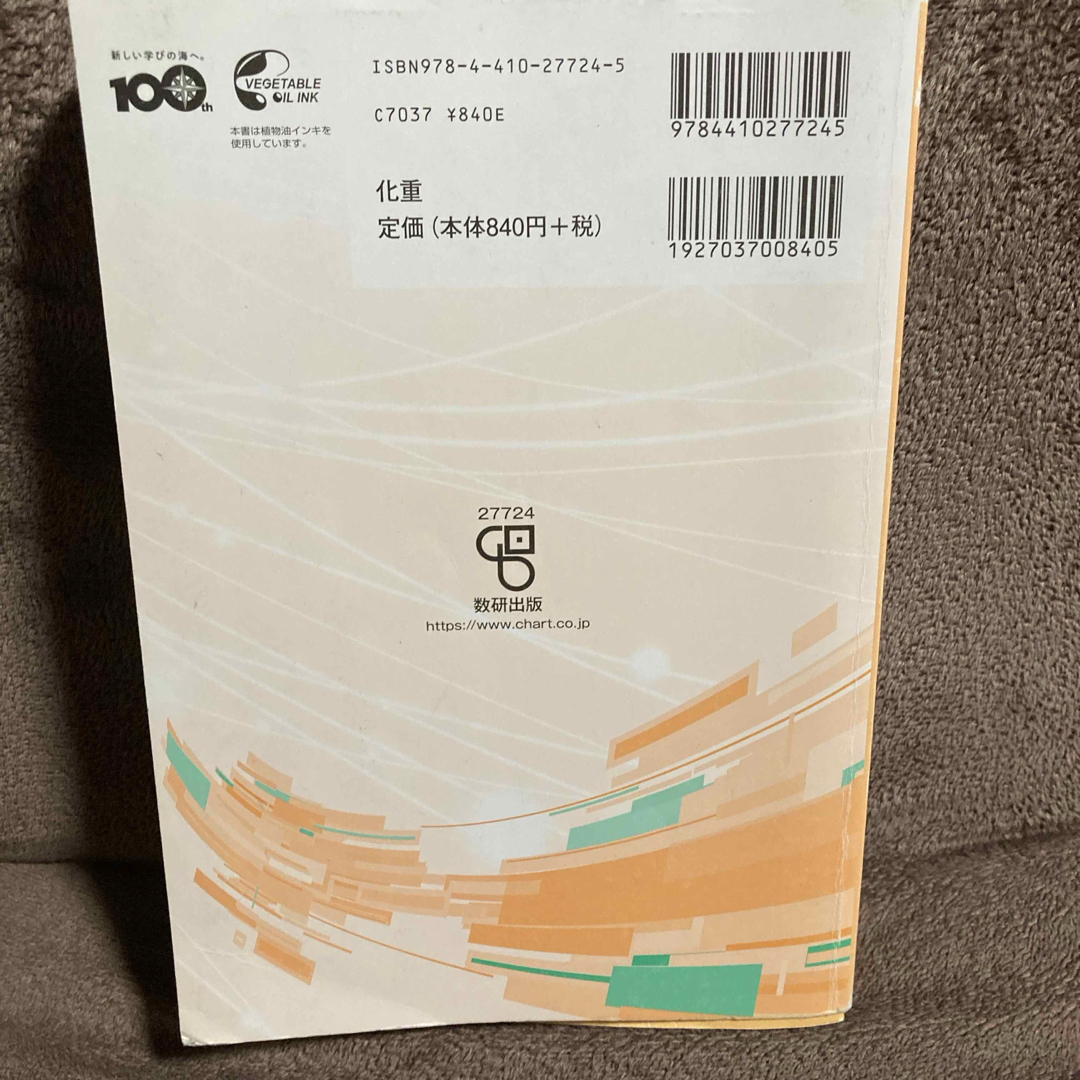 新しい学びの海へ。
100th
VEGETABLE
OIL INK
本書は植物油インキを
使用しています。
ISBN978-4-410-27724-5
C7037 ¥840E
9784410277245
化重
定価(本体840円+税)
1927037008405
27724
数研出版
https://www.chart.co.jp